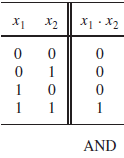 x₁ x₂ x₁ · x₂
0 0 0
0 1 0
1 0 0
1 1 1
AND